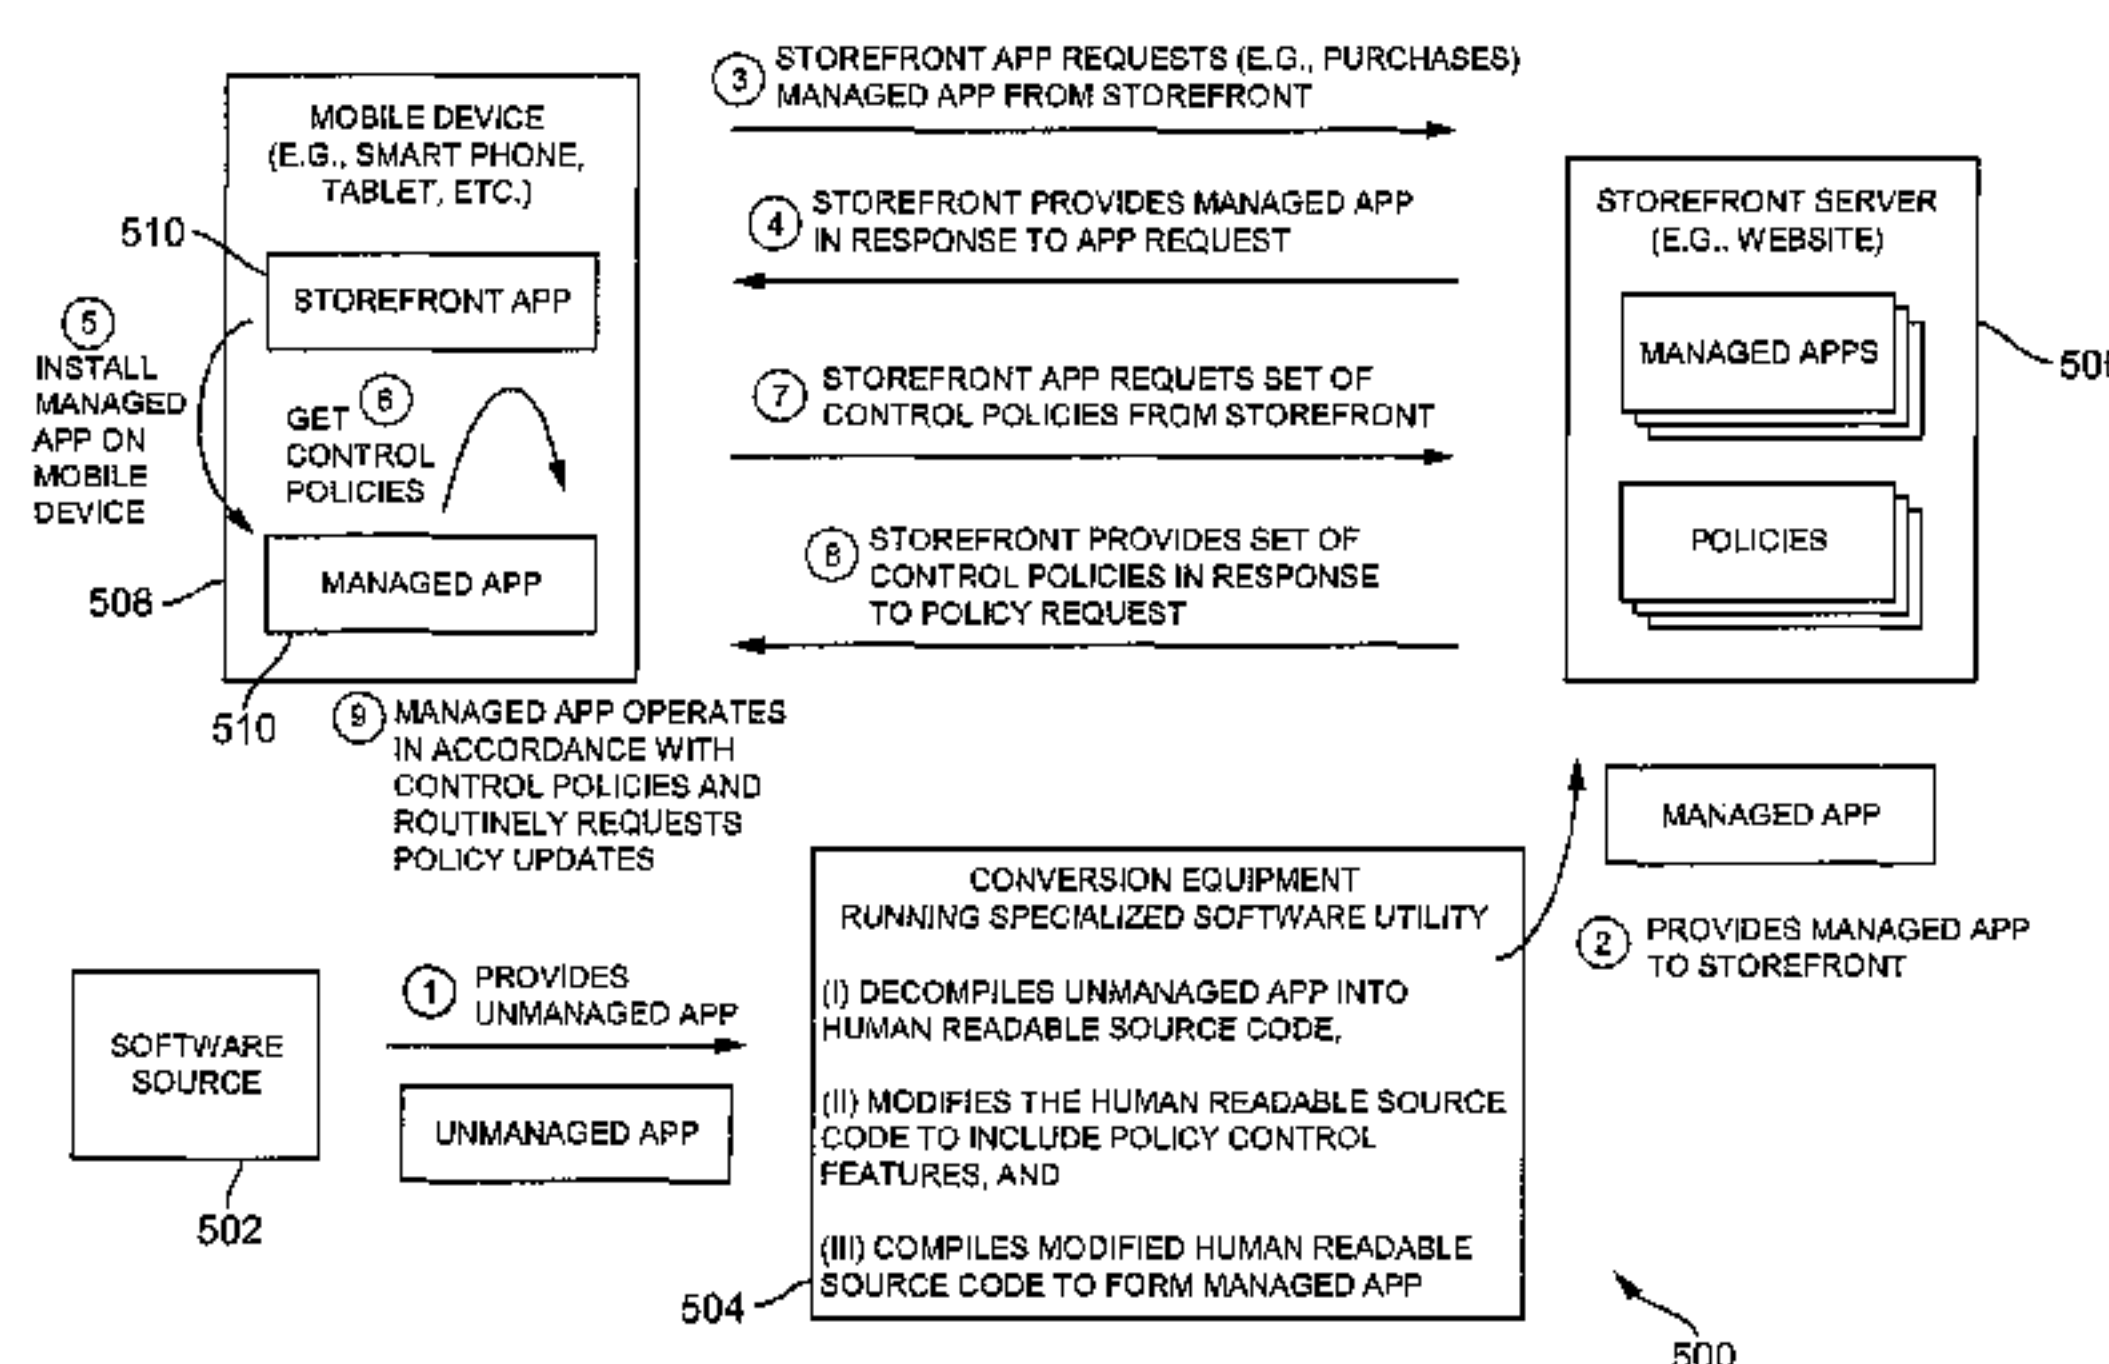 MOBILE DEVICE
(E.G., SMART PHONE,
TABLET, ETC.)
510
STOREFRONT APP
5
INSTALL
MANAGED
APP ON
MOBILE
DEVICE
6
GET
CONTROL
POLICIES
MANAGED APP
508
510
3
STOREFRONT APP REQUESTS (E.G., PURCHASES)
MANAGED APP FROM STOREFRONT
4
STOREFRONT PROVIDES MANAGED APP
IN RESPONSE TO APP REQUEST
7
STOREFRONT APP REQUETS SET OF
CONTROL POLICIES FROM STOREFRONT
8
STOREFRONT PROVIDES SET OF
CONTROL POLICIES IN RESPONSE
TO POLICY REQUEST
STOREFRONT SERVER
(E.G., WEBSITE)
MANAGED APPS
POLICIES
9
MANAGED APP OPERATES
IN ACCORDANCE WITH
CONTROL POLICIES AND
ROUTINELY REQUESTS
POLICY UPDATES
MANAGED APP
2
PROVIDES MANAGED APP
TO STOREFRONT
SOFTWARE
SOURCE
502
1
PROVIDES
UNMANAGED APP
UNMANAGED APP
CONVERSION EQUIPMENT
RUNNING SPECIALIZED SOFTWARE UTILITY
(I) DECOMPILES UNMANAGED APP INTO
HUMAN READABLE SOURCE CODE,
(II) MODIFIES THE HUMAN READABLE SOURCE
CODE TO INCLUDE POLICY CONTROL
FEATURES, AND
(III) COMPILES MODIFIED HUMAN READABLE
SOURCE CODE TO FORM MANAGED APP
504
500